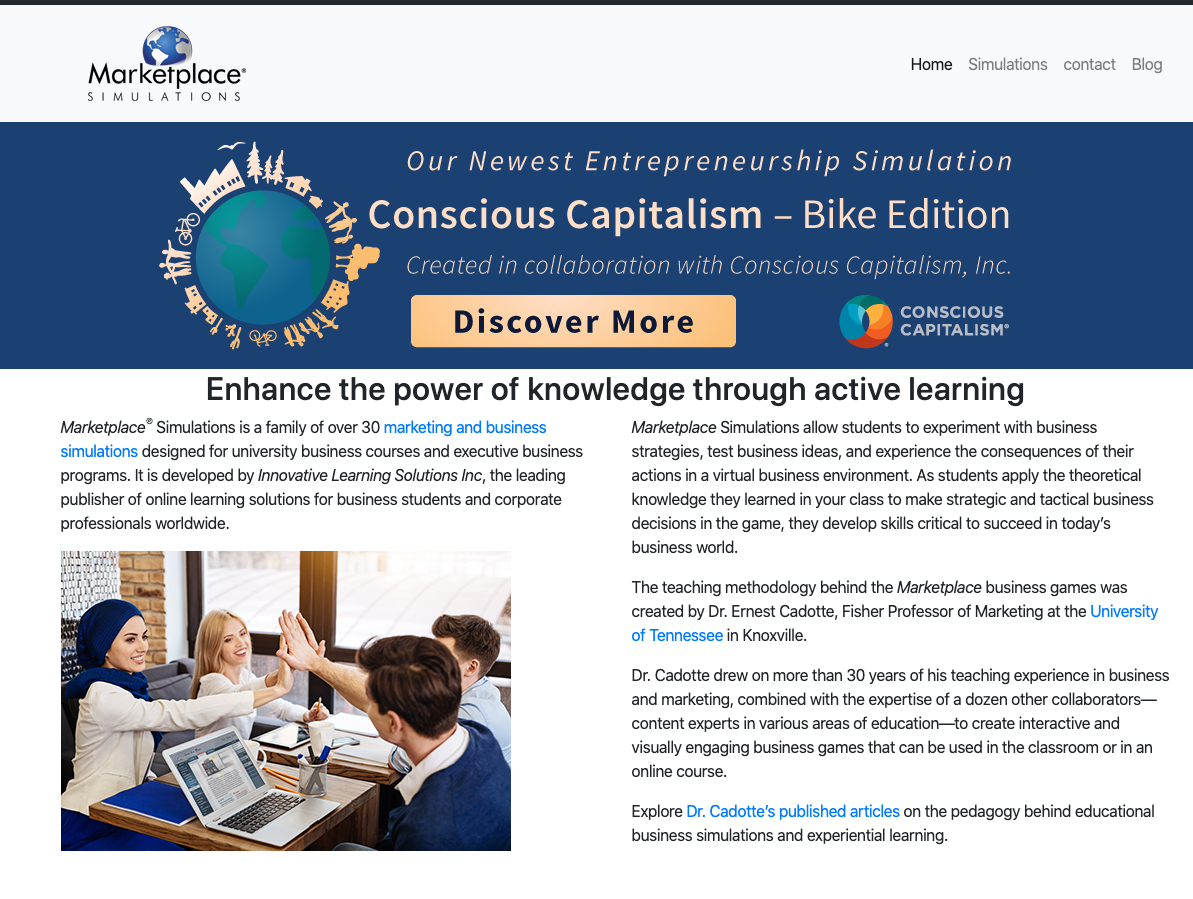 Marketplace®
SIMULATIONS
Home Simulations contact Blog
Our Newest Entrepreneurship Simulation
Conscious Capitalism – Bike Edition
Created in collaboration with Conscious Capitalism, Inc.
Discover More
CONSCIOUS
CAPITALISM®
Enhance the power of knowledge through active learning
Marketplace® Simulations is a family of over 30 marketing and business
simulations designed for university business courses and executive business
programs. It is developed by Innovative Learning Solutions Inc, the leading
publisher of online learning solutions for business students and corporate
professionals worldwide.
Marketplace Simulations allow students to experiment with business
strategies, test business ideas, and experience the consequences of their
actions in a virtual business environment. As students apply the theoretical
knowledge they learned in your class to make strategic and tactical business
decisions in the game, they develop skills critical to succeed in today’s
business world.
The teaching methodology behind the Marketplace business games was
created by Dr. Ernest Cadotte, Fisher Professor of Marketing at the University
of Tennessee in Knoxville.
Dr. Cadotte drew on more than 30 years of his teaching experience in business
and marketing, combined with the expertise of a dozen other collaborators—
content experts in various areas of education—to create interactive and
visually engaging business games that can be used in the classroom or in an
online course.
Explore Dr. Cadotte’s published articles on the pedagogy behind educational
business simulations and experiential learning.